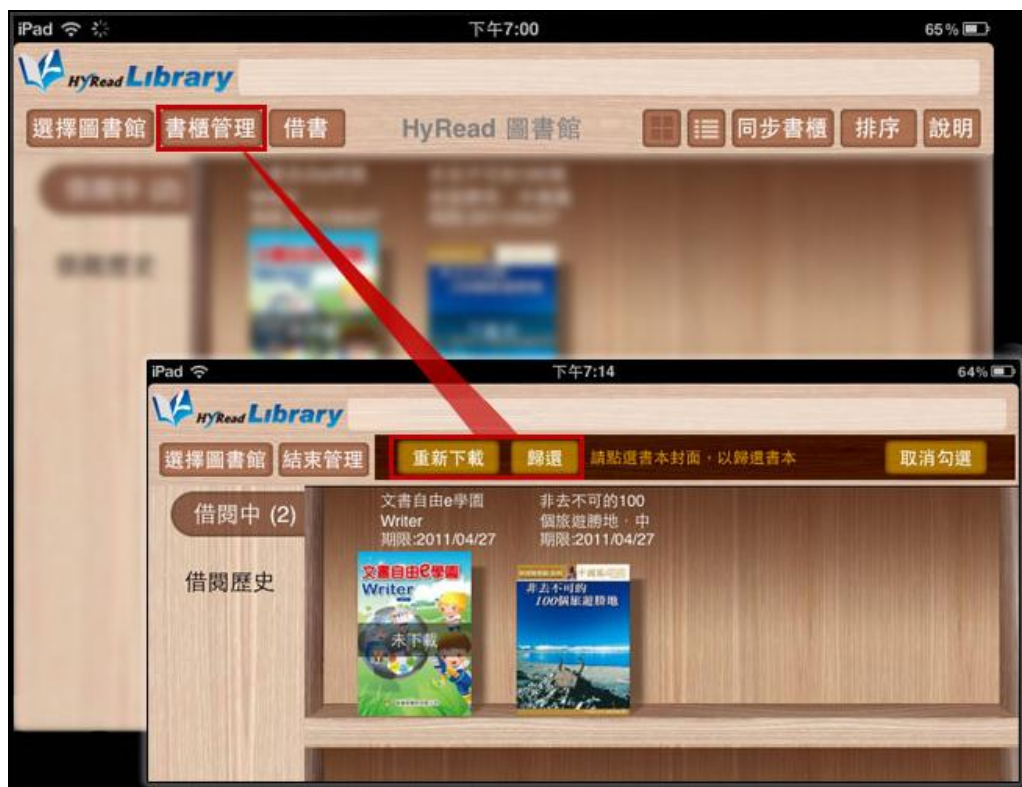 iPad 下午7:00 65%
HyRead Library
選擇圖書館 書櫃管理 借書 HyRead 圖書館 同步書櫃 排序 說明
iPad 下午7:14 64%
HyRead Library
選擇圖書館 結束管理 重新下載 歸還 請點選書本封面，以歸還書本 取消勾選
借閱中 (2)
借閱歷史
文書自由e學園
Writer
期限:2011/04/27
非去不可的100
個旅遊勝地．中
期限:2011/04/27
文書自由e學園
Writer
未下載
非去不可的
100個旅遊勝地